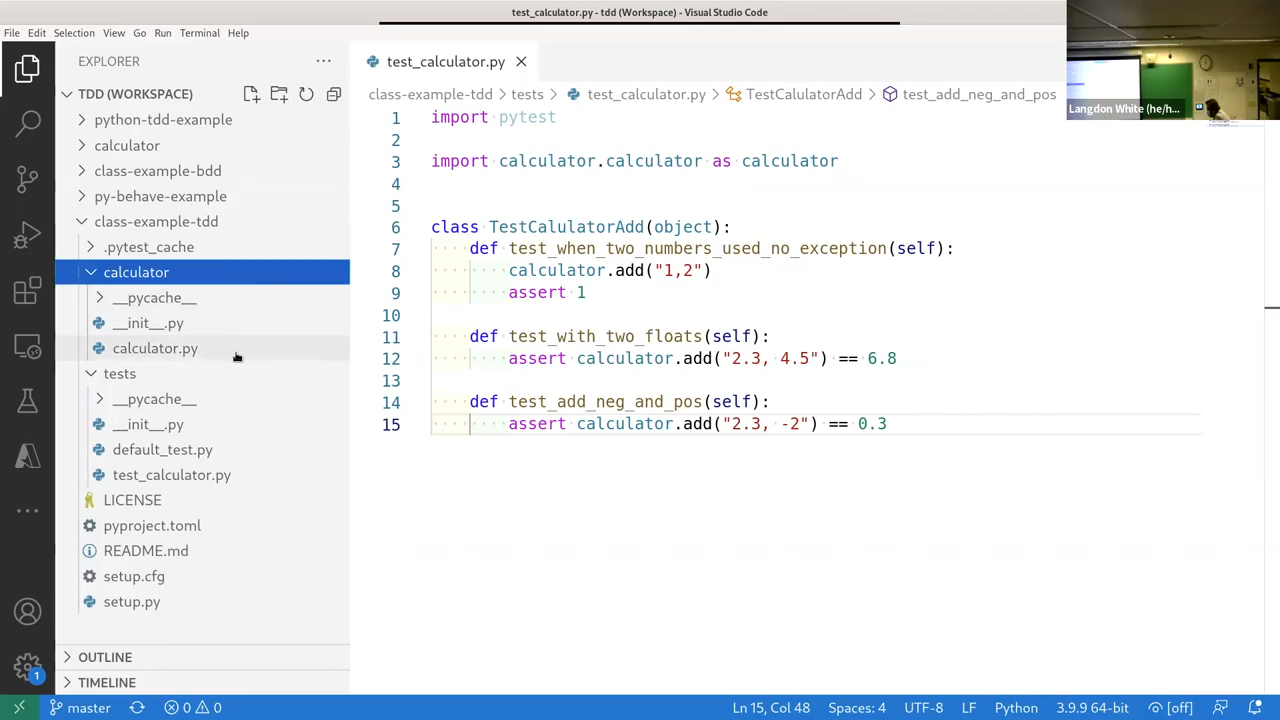 test_calculator.py - tdd (Workspace) - Visual Studio Code
File Edit Selection View Go Run Terminal Help
EXPLORER
TDD (WORKSPACE)
python-tdd-example
calculator
class-example-bdd
py-behave-example
class-example-tdd
.pytest_cache
calculator
__pycache__
__init__.py
calculator.py
tests
__pycache__
__init__.py
default_test.py
test_calculator.py
LICENSE
pyproject.toml
README.md
setup.cfg
setup.py
OUTLINE
TIMELINE
test_calculator.py
class-example-tdd > tests > test_calculator.py > TestCalulatorAdd > test_add_neg_and_pos
1 import pytest
2
3 import calculator.calculator as calculator
4
5
6 class TestCalulatorAdd(object):
7 def test_when_two_numbers_used_no_exception(self):
8 calculator.add("1,2")
9 assert 1
10
11 def test_with_two_floats(self):
12 assert calculator.add("2.3, 4.5") == 6.8
13
14 def test_add_neg_and_pos(self):
15 assert calculator.add("2.3, -2") == 0.3
Langdon White (he/h...
1
master 0 0 Ln 15, Col 48 Spaces: 4 UTF-8 LF Python 3.9.9 64-bit [off]